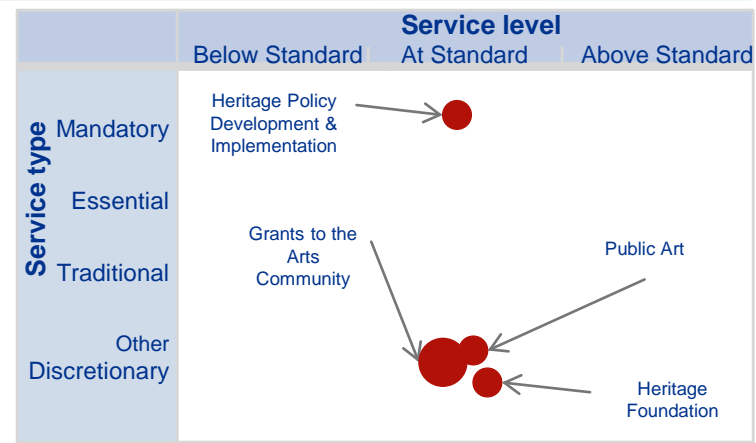 Service level
Below Standard At Standard Above Standard
Service type
Mandatory
Essential
Traditional
Other
Discretionary
Heritage Policy
Development &
Implementation
Grants to the
Arts
Community
Public Art
Heritage
Foundation